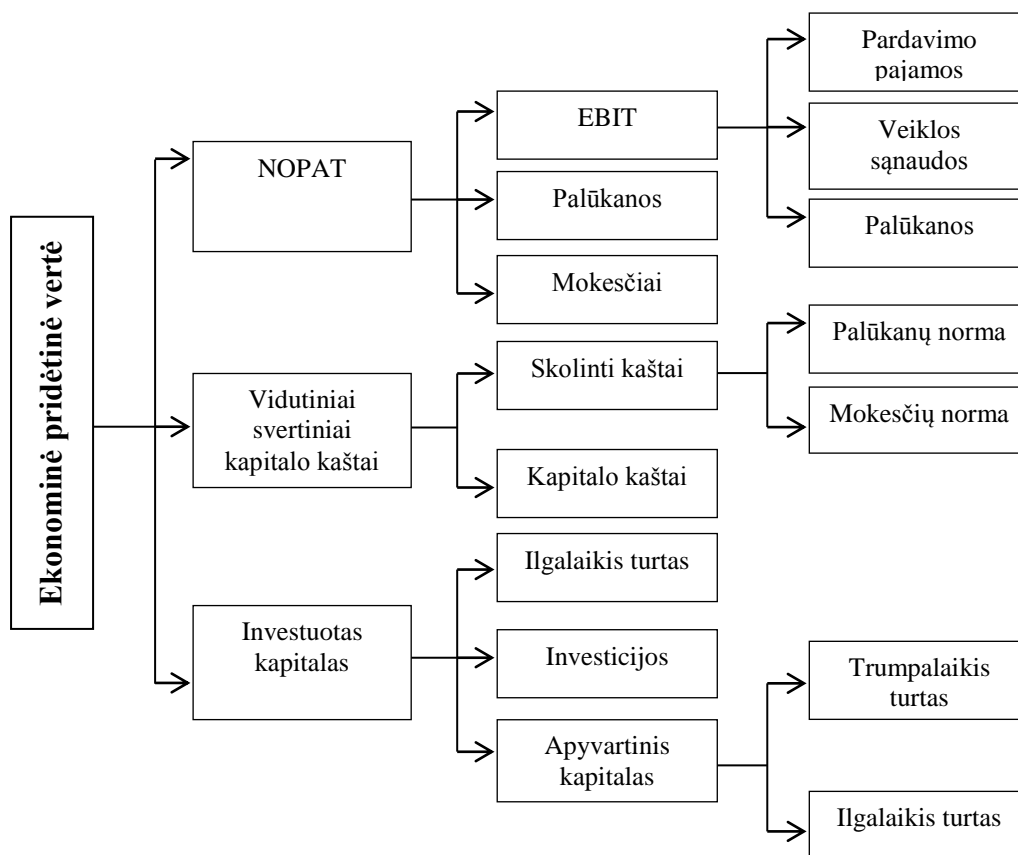 Ekonominė pridėtinė vertė
NOPAT
EBIT
Pardavimo
pajamos
Veiklos
sąnaudos
Palūkanos
Palūkanos
Mokesčiai
Vidutiniai
svertiniai
kapitalo kaštai
Skolinti kaštai
Palūkanų norma
Mokesčių norma
Kapitalo kaštai
Investuotas
kapitalas
Ilgalaikis turtas
Investicijos
Apyvartinis
kapitalas
Trumpalaikis
turtas
Ilgalaikis turtas